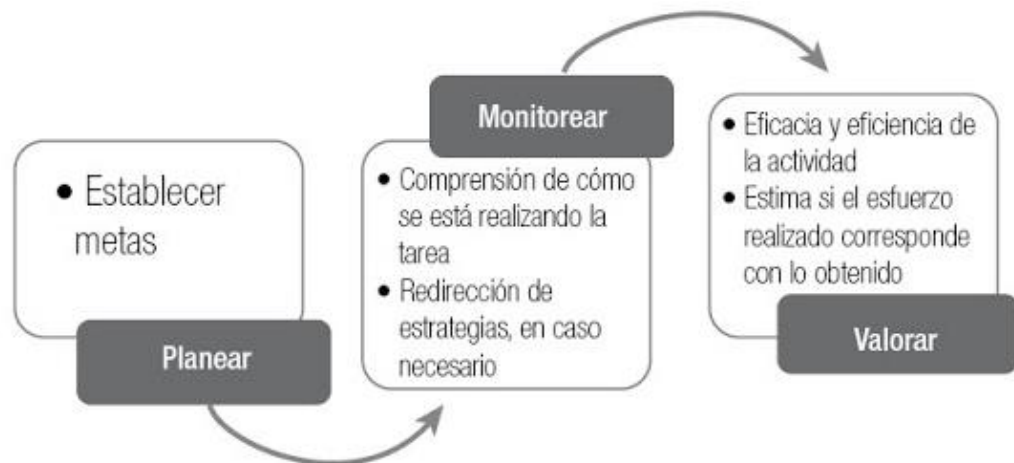 • Establecer
metas
Planear
Monitorear
• Comprensión de cómo
se está realizando la
tarea
• Redirección de
estrategias, en caso
necesario
• Eficacia y eficiencia de
la actividad
• Estima si el esfuerzo
realizado corresponde
con lo obtenido
Valorar